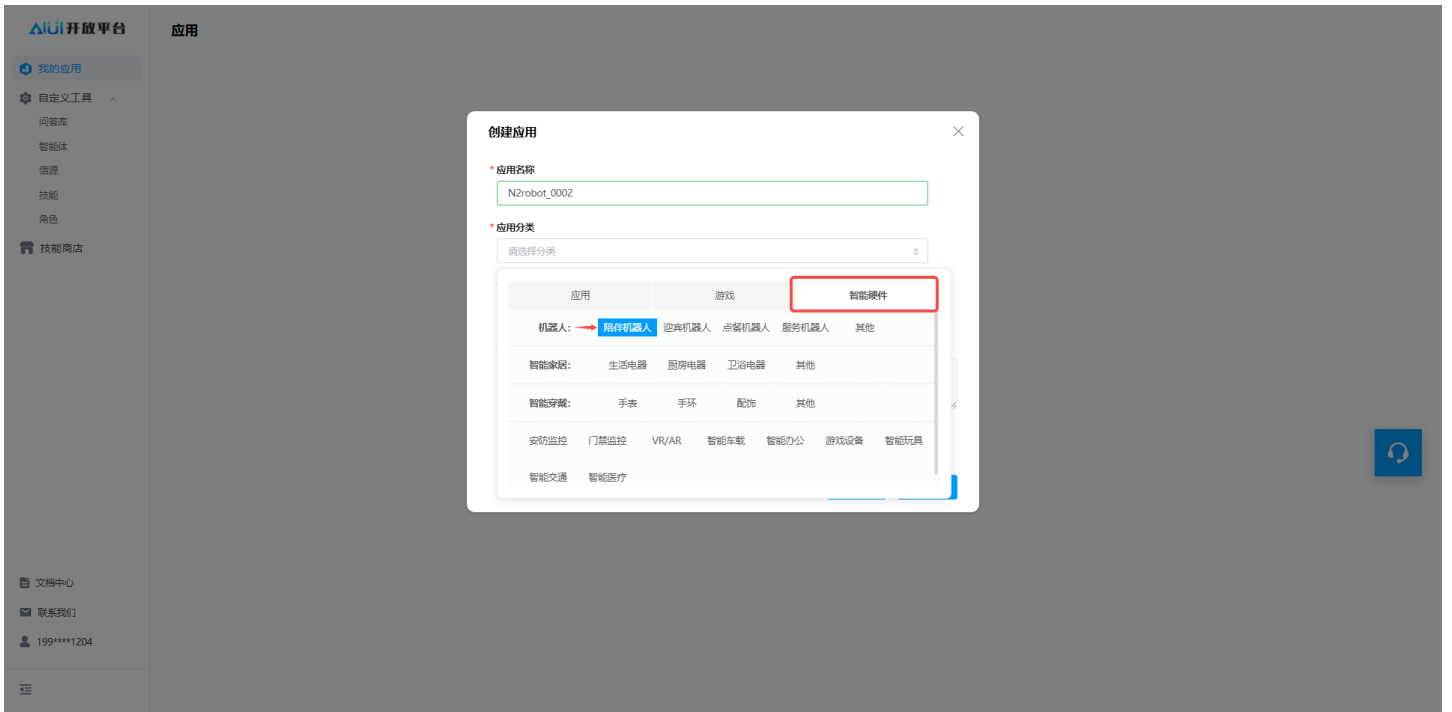 AIUI开放平台
应用
我的应用
自定义工具
问答库
智能体
信源
技能
角色
技能商店
创建应用
* 应用名称
N2robot_0002
* 应用分类
请选择分类
应用 游戏 智能硬件
机器人: 陪伴机器人 迎宾机器人 点餐机器人 服务机器人 其他
智能家居: 生活电器 厨房电器 卫浴电器 其他
智能穿戴: 手表 手环 配饰 其他
安防监控 门禁监控 VR/AR 智能车载 智能办公 游戏设备 智能玩具
智能交通 智能医疗
文档中心
联系我们
199****1204